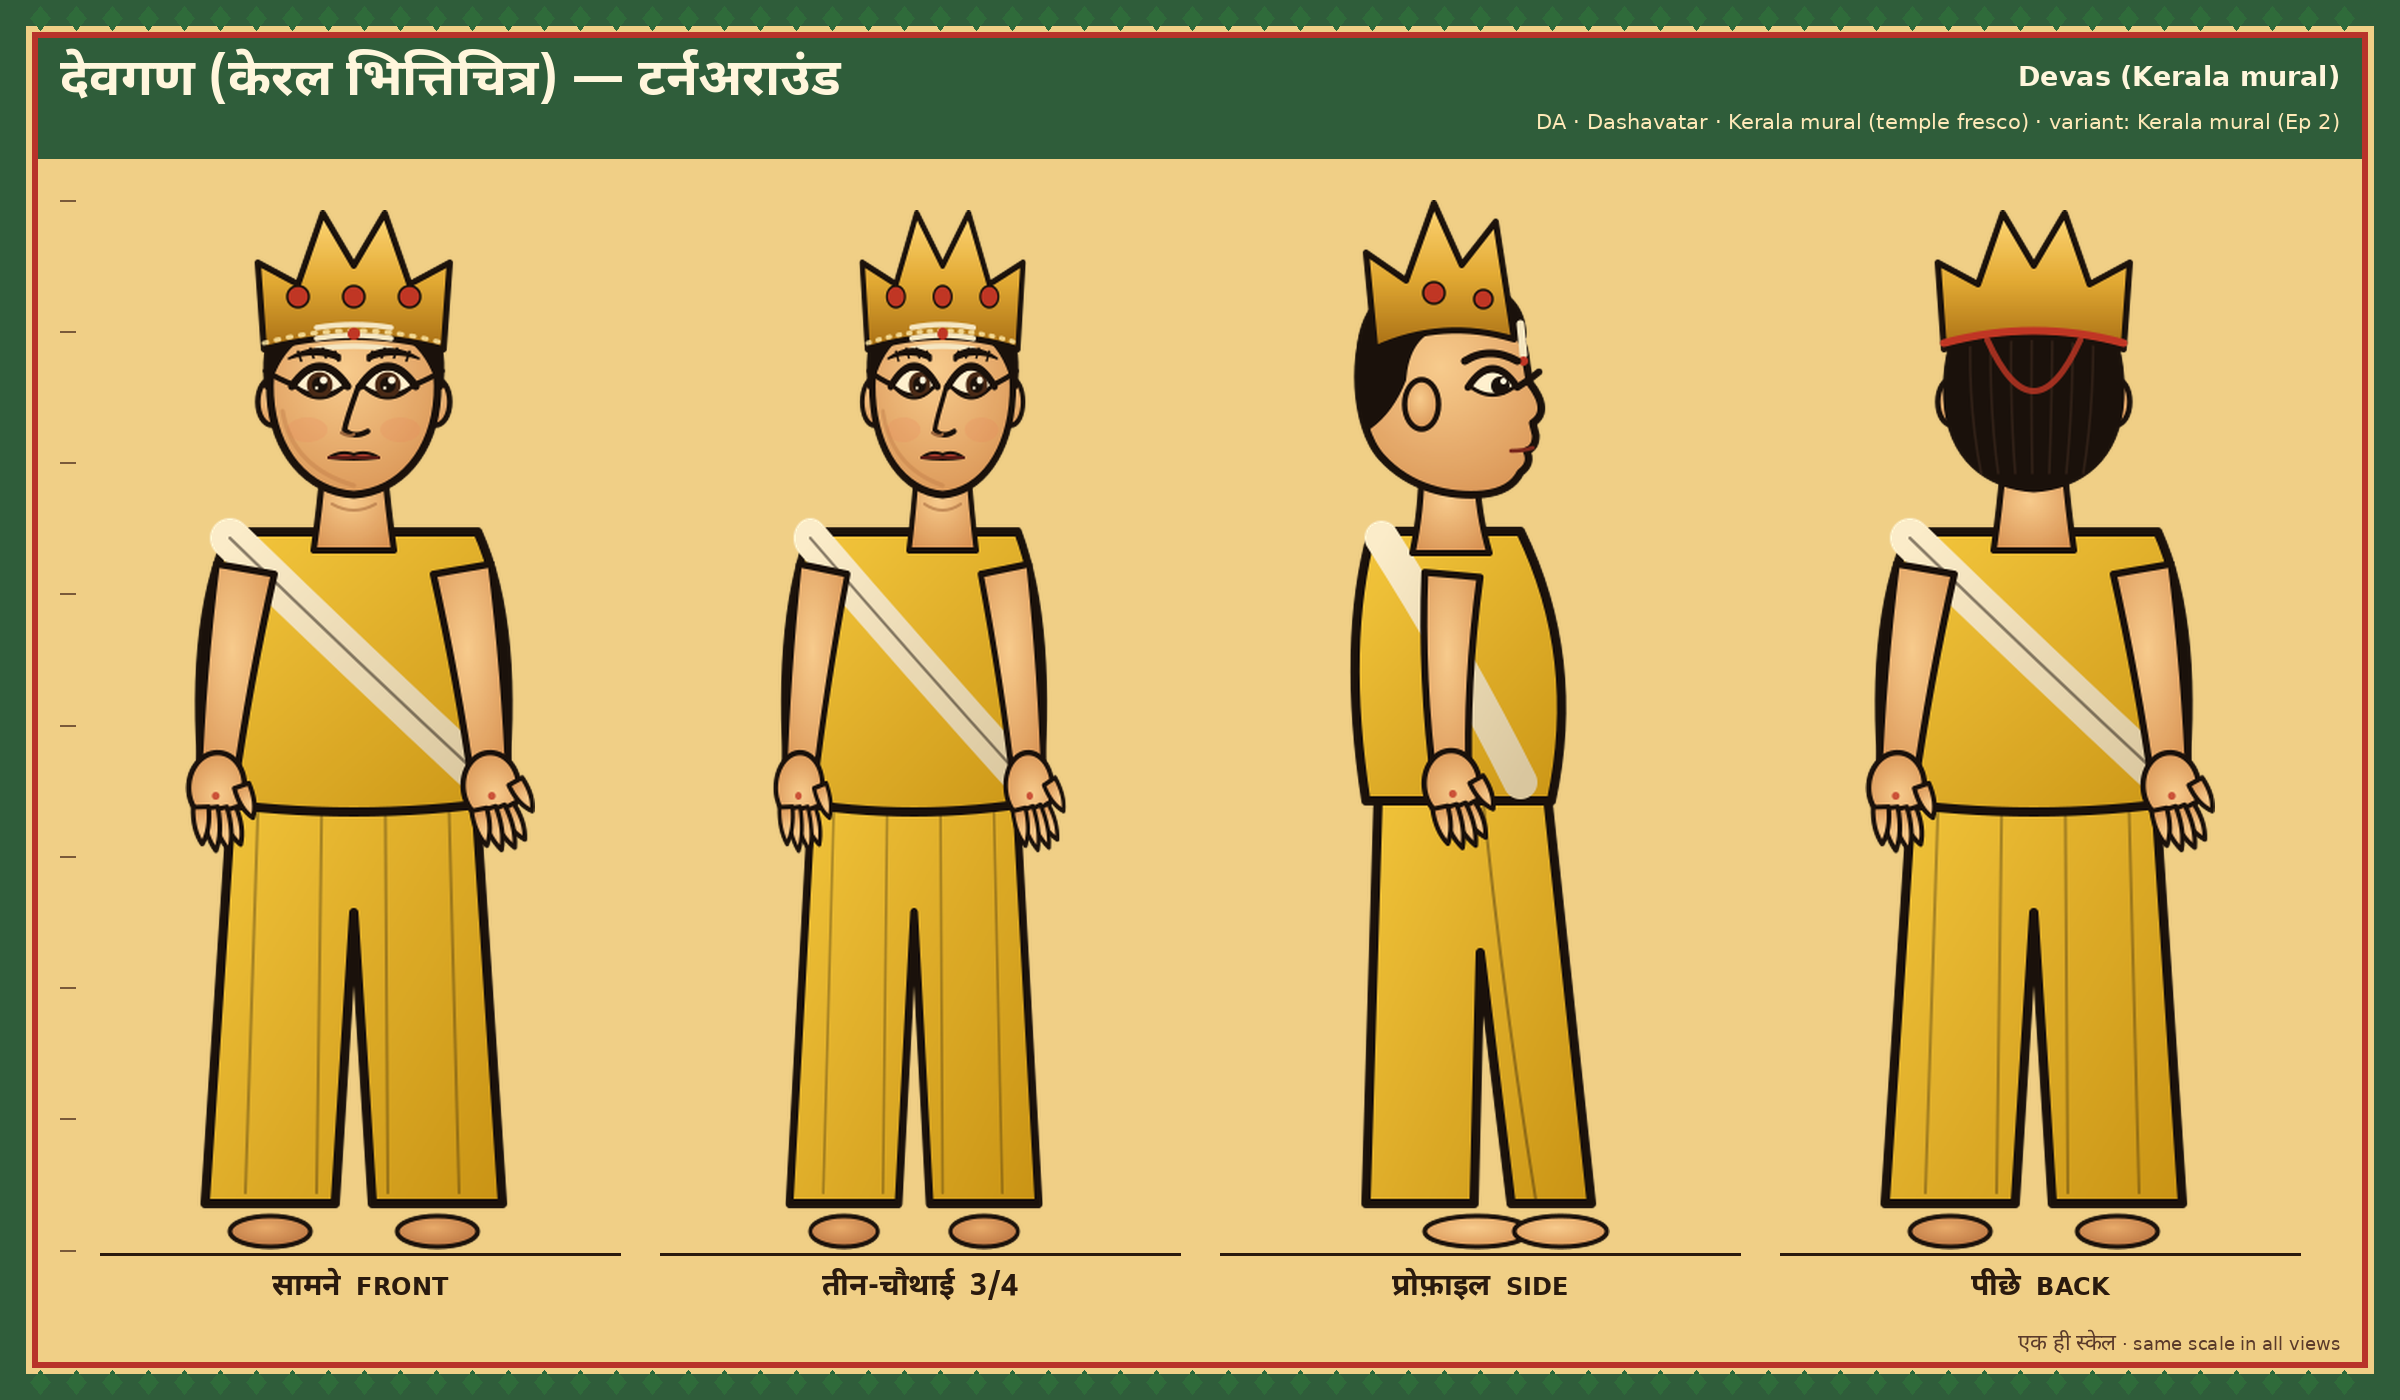 देवगण (केरल भित्तिचित्र) — टर्नअराउंड
Devas (Kerala mural)
DA · Dashavatar · Kerala mural (temple fresco) · variant: Kerala mural (Ep 2)
सामने FRONT
तीन-चौथाई 3/4
प्रोफ़ाइल SIDE
पीछे BACK
एक ही स्केल · same scale in all views